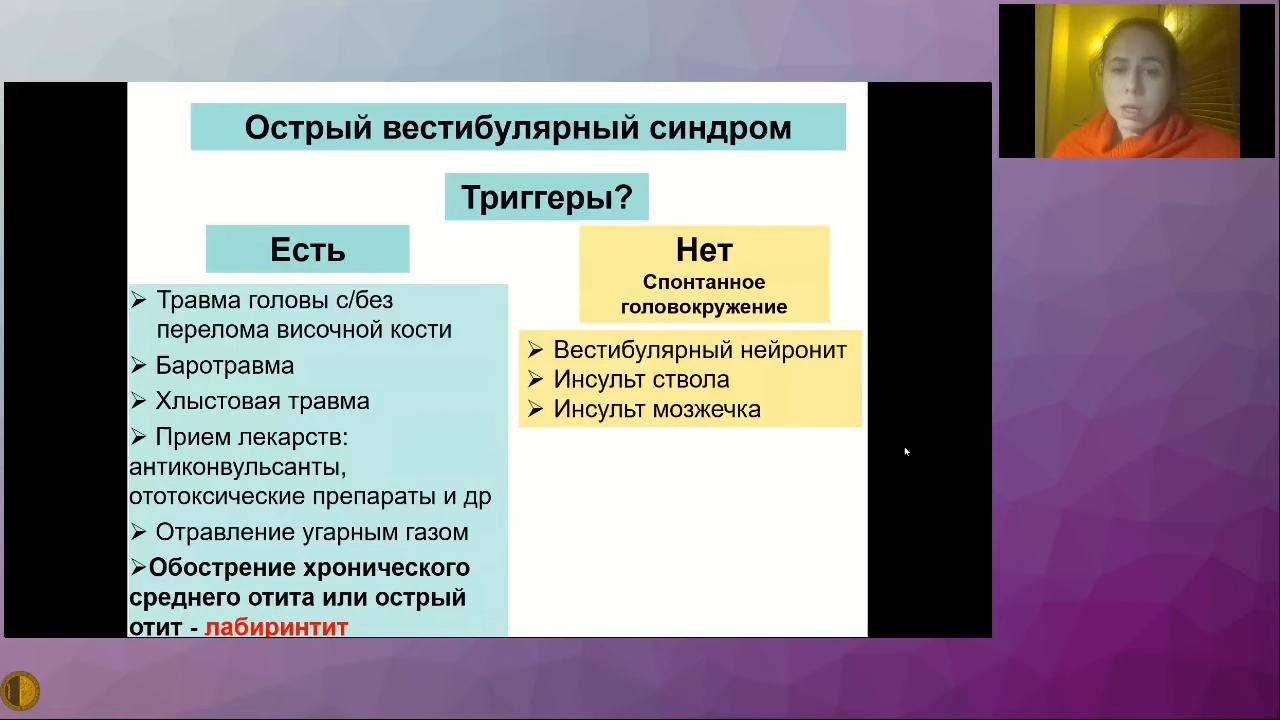 Острый вестибулярный синдром
Триггеры?
Есть
➢ Травма головы с/без
перелома височной кости
➢ Баротравма
➢ Хлыстовая травма
➢ Прием лекарств:
антиконвульсанты,
ототоксические препараты и др
➢ Отравление угарным газом
➢Обострение хронического
среднего отита или острый
отит - лабиринтит
Нет
Спонтанное
головокружение
➢ Вестибулярный нейронит
➢ Инсульт ствола
➢ Инсульт мозжечка